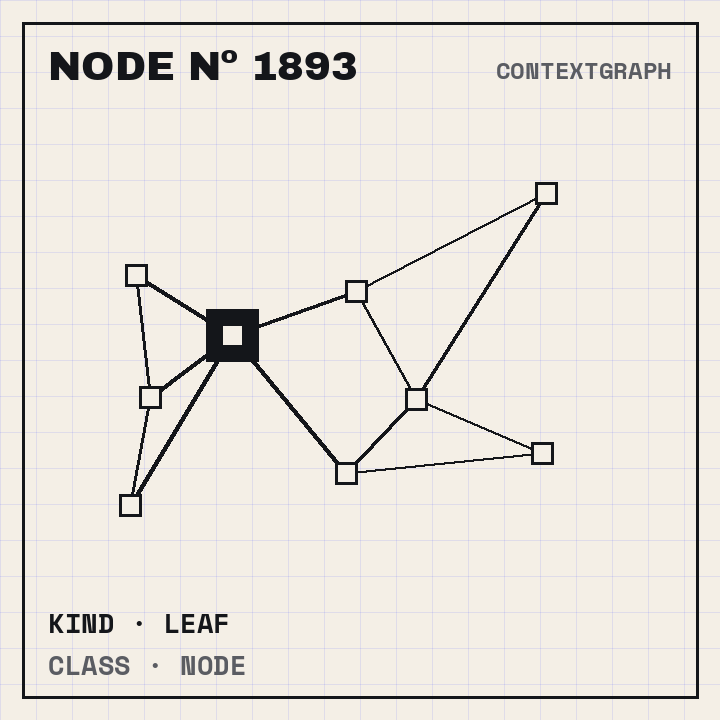 NODE Nº 1893
CONTEXTGRAPH
KIND · LEAF
CLASS · NODE